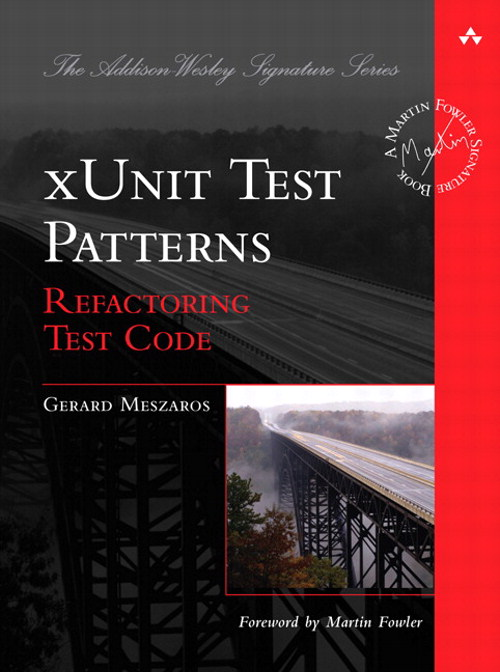 The Addison-Wesley Signature Series
A MARTIN FOWLER SIGNATURE BOOK
Martin
xUNIT TEST
PATTERNS
REFACTORING
TEST CODE
GERARD MESZAROS
Foreword by Martin Fowler